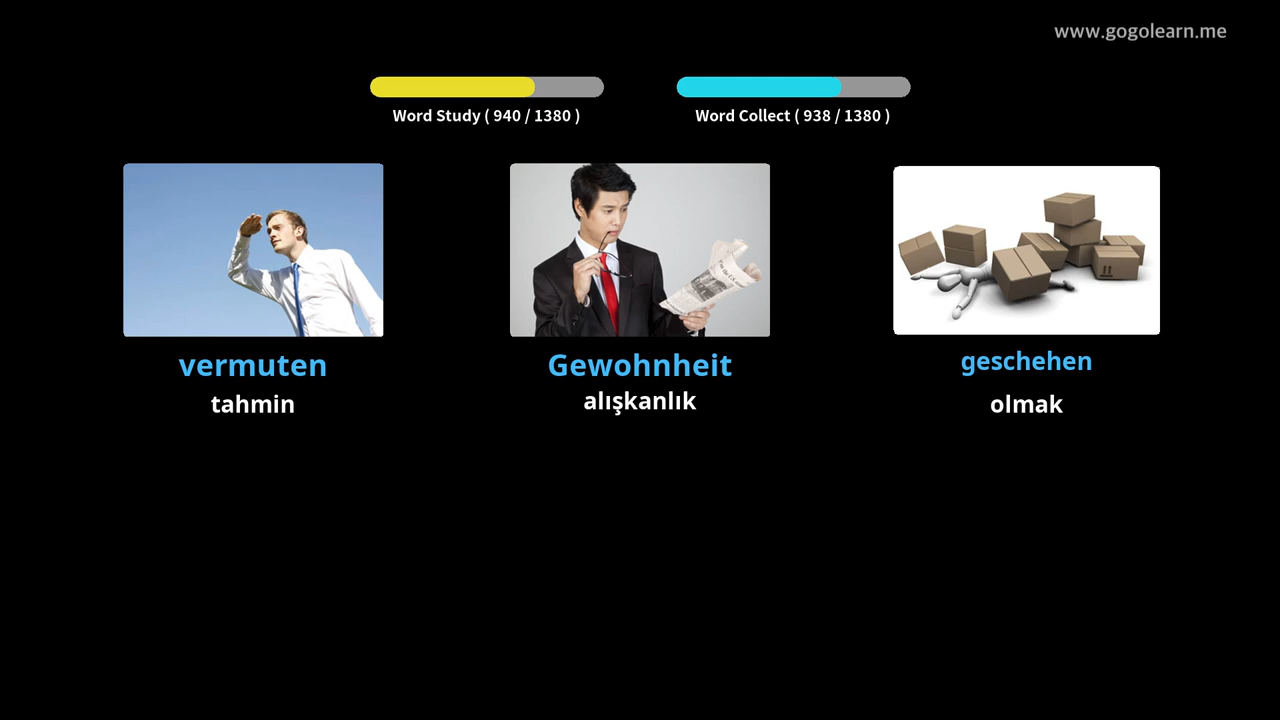 www.gogolearn.me
Word Study ( 940 / 1380 )
Word Collect ( 938 / 1380 )
vermuten
tahmin
Gewohnheit
alışkanlık
geschehen
olmak